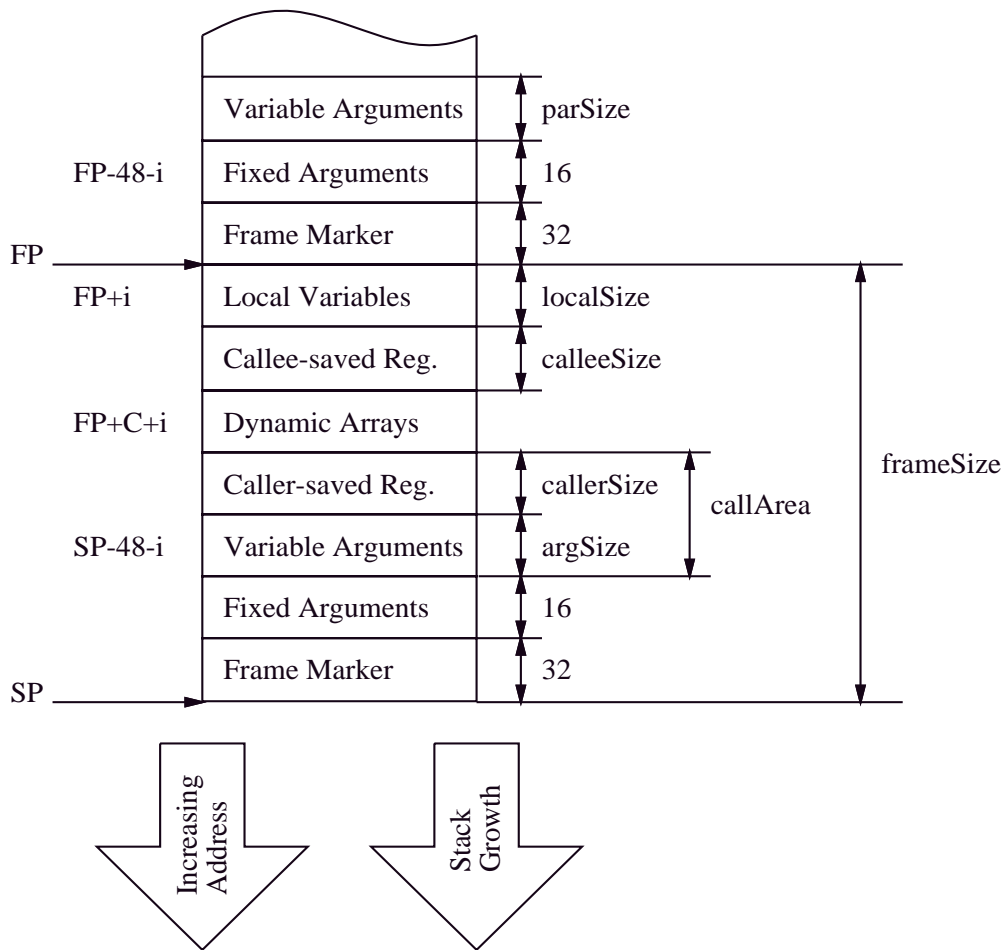 Variable Arguments parSize
FP-48-i Fixed Arguments 16
Frame Marker 32
FP
FP+i Local Variables localSize
Callee-saved Reg. calleeSize
FP+C+i Dynamic Arrays
frameSize
Caller-saved Reg. callerSize
callArea
SP-48-i Variable Arguments argSize
Fixed Arguments 16
Frame Marker 32
SP
Increasing
Address
Stack
Growth